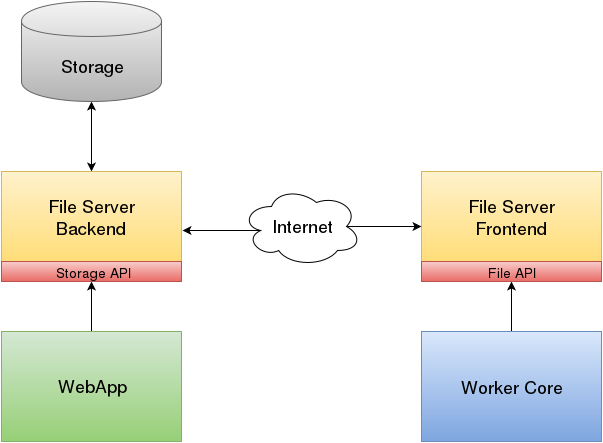 Storage
File Server
Backend
Storage API
Internet
File Server
Frontend
File API
WebApp
Worker Core